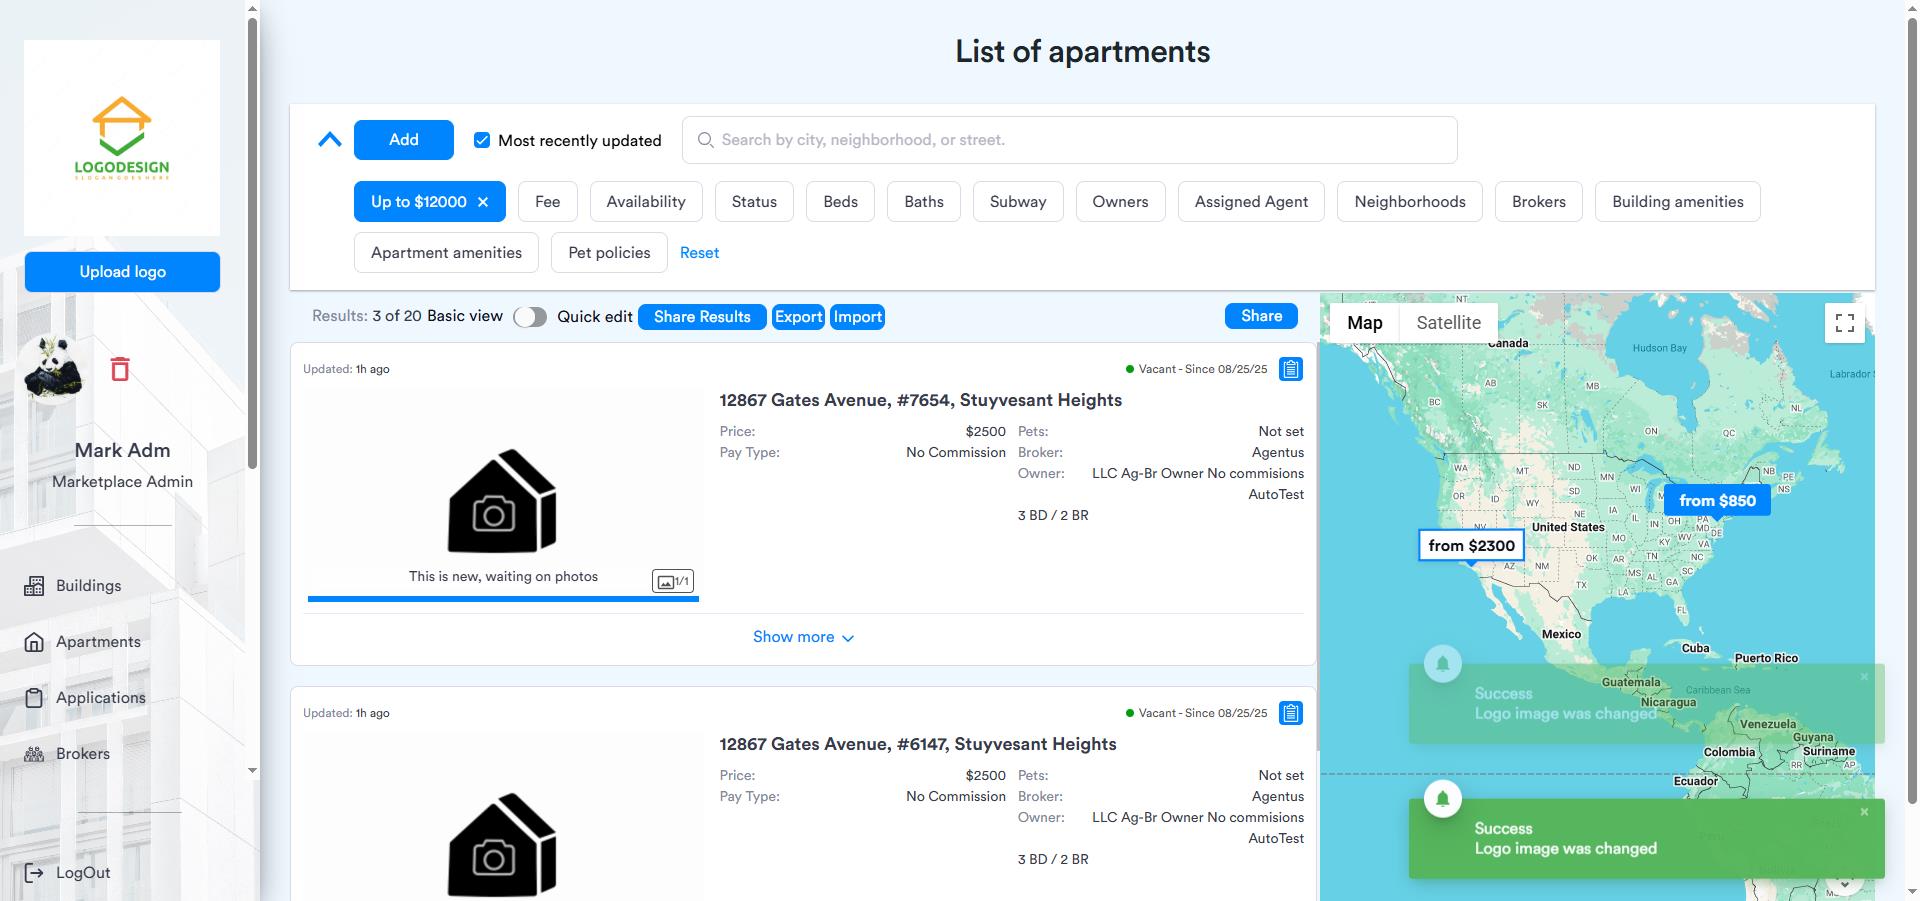 List of apartments
LOGODESIGN
SLOGANGOESHERE
Upload logo
Mark Adm
Marketplace Admin
Buildings
Apartments
Applications
Brokers
LogOut
Add
Most recently updated
Search by city, neighborhood, or street.
Up to $12000 ×
Fee
Availability
Status
Beds
Baths
Subway
Owners
Assigned Agent
Neighborhoods
Brokers
Building amenities
Apartment amenities
Pet policies
Reset
Results: 3 of 20 Basic view
Quick edit
Share Results
Export
Import
Share
Updated: 1h ago
Vacant - Since 08/25/25
12867 Gates Avenue, #7654, Stuyvesant Heights
Price: $2500
Pay Type: No Commission
Pets: Not set
Broker: Agentus
Owner: LLC Ag-Br Owner No commisions
AutoTest
3 BD / 2 BR
This is new, waiting on photos
1/1
Show more
Updated: 1h ago
Vacant - Since 08/25/25
12867 Gates Avenue, #6147, Stuyvesant Heights
Price: $2500
Pay Type: No Commission
Pets: Not set
Broker: Agentus
Owner: LLC Ag-Br Owner No commisions
AutoTest
3 BD / 2 BR
Map
Satellite
NT
NT
Canada
Hudson Bay
Labrador
AB
MB
BC
SK
NL
ON
QC
WA
MT
ND
MN
NB
PE
NS
OR
ID
WY
SD
WI
from $850
NV
United States
NE
IA
IL
IN
OH
PA
MD
DE
from $2300
MO
KY
WV
VA
AZ
NM
OK
AR
TN
NC
TX
MS
AL
SC
GA
LA
FL
Mexico
Cuba
Puerto Rico
Guatemala
Caribbean Sea
Nicaragua
Venezuela
Guyana
Colombia
Suriname
RR
AP
Ecuador
Success
Logo image was changed
Success
Logo image was changed